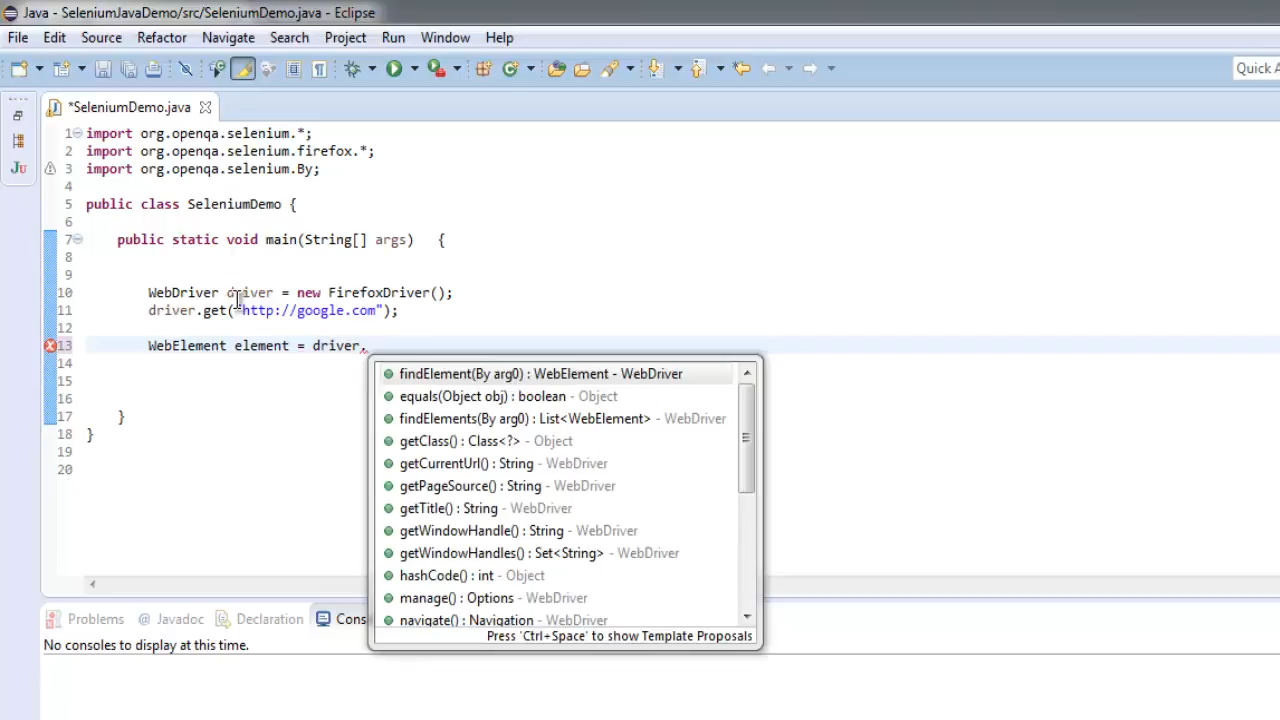 Java - SeleniumJavaDemo/src/SeleniumDemo.java - Eclipse
File Edit Source Refactor Navigate Search Project Run Window Help
Quick A
*SeleniumDemo.java
1 import org.openqa.selenium.*;
2 import org.openqa.selenium.firefox.*;
3 import org.openqa.selenium.By;
4
5 public class SeleniumDemo {
6
7 public static void main(String[] args) {
8
9
10 WebDriver driver = new FirefoxDriver();
11 driver.get("http://google.com");
12
13 WebElement element = driver.
14
15
16
17 }
18 }
19
20
findElement(By arg0) : WebElement - WebDriver
equals(Object obj) : boolean - Object
findElements(By arg0) : List<WebElement> - WebDriver
getClass() : Class<?> - Object
getCurrentUrl() : String - WebDriver
getPageSource() : String - WebDriver
getTitle() : String - WebDriver
getWindowHandle() : String - WebDriver
getWindowHandles() : Set<String> - WebDriver
hashCode() : int - Object
manage() : Options - WebDriver
navigate() : Navigation - WebDriver
Press 'Ctrl+Space' to show Template Proposals
Problems @ Javadoc Declaration Cons
No consoles to display at this time.